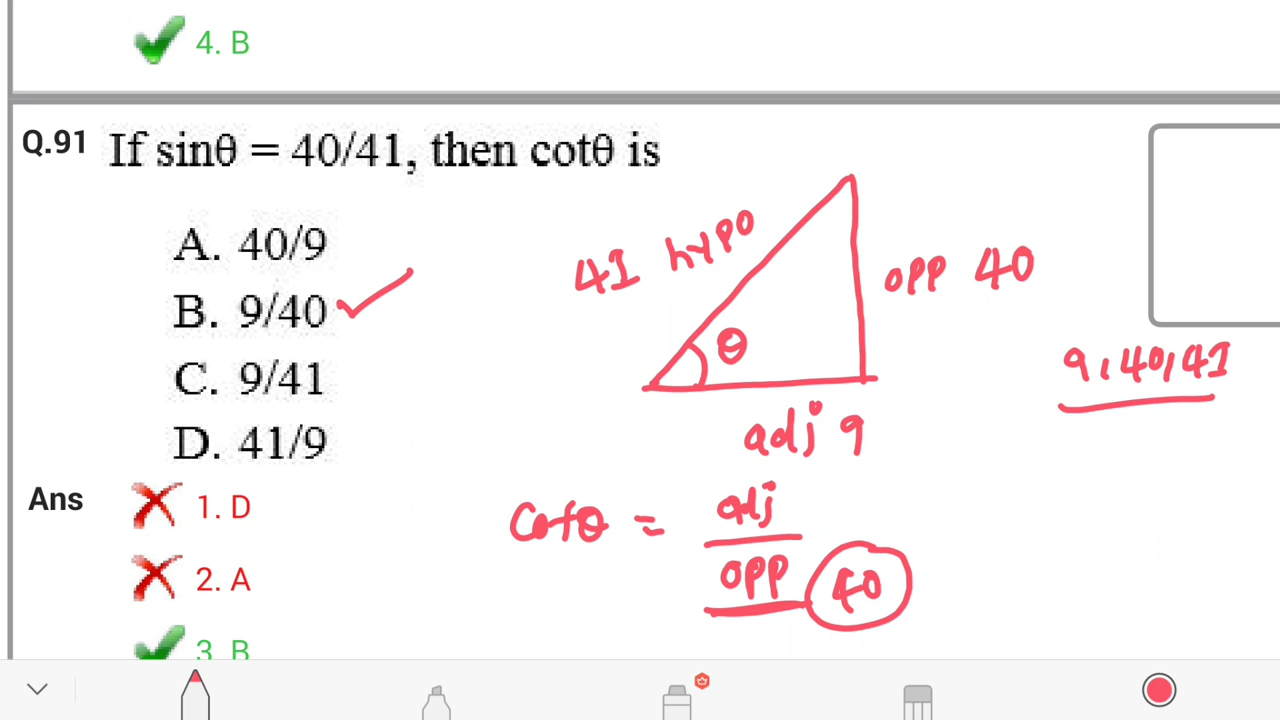 4. B
Q.91 If sinθ = 40/41, then cotθ is
A. 40/9
B. 9/40
C. 9/41
D. 41/9
41 hypo
opp 40
θ
9,40,41
adj 9
Ans
1. D
2. A
3. B
Cotθ = adj
opp 40